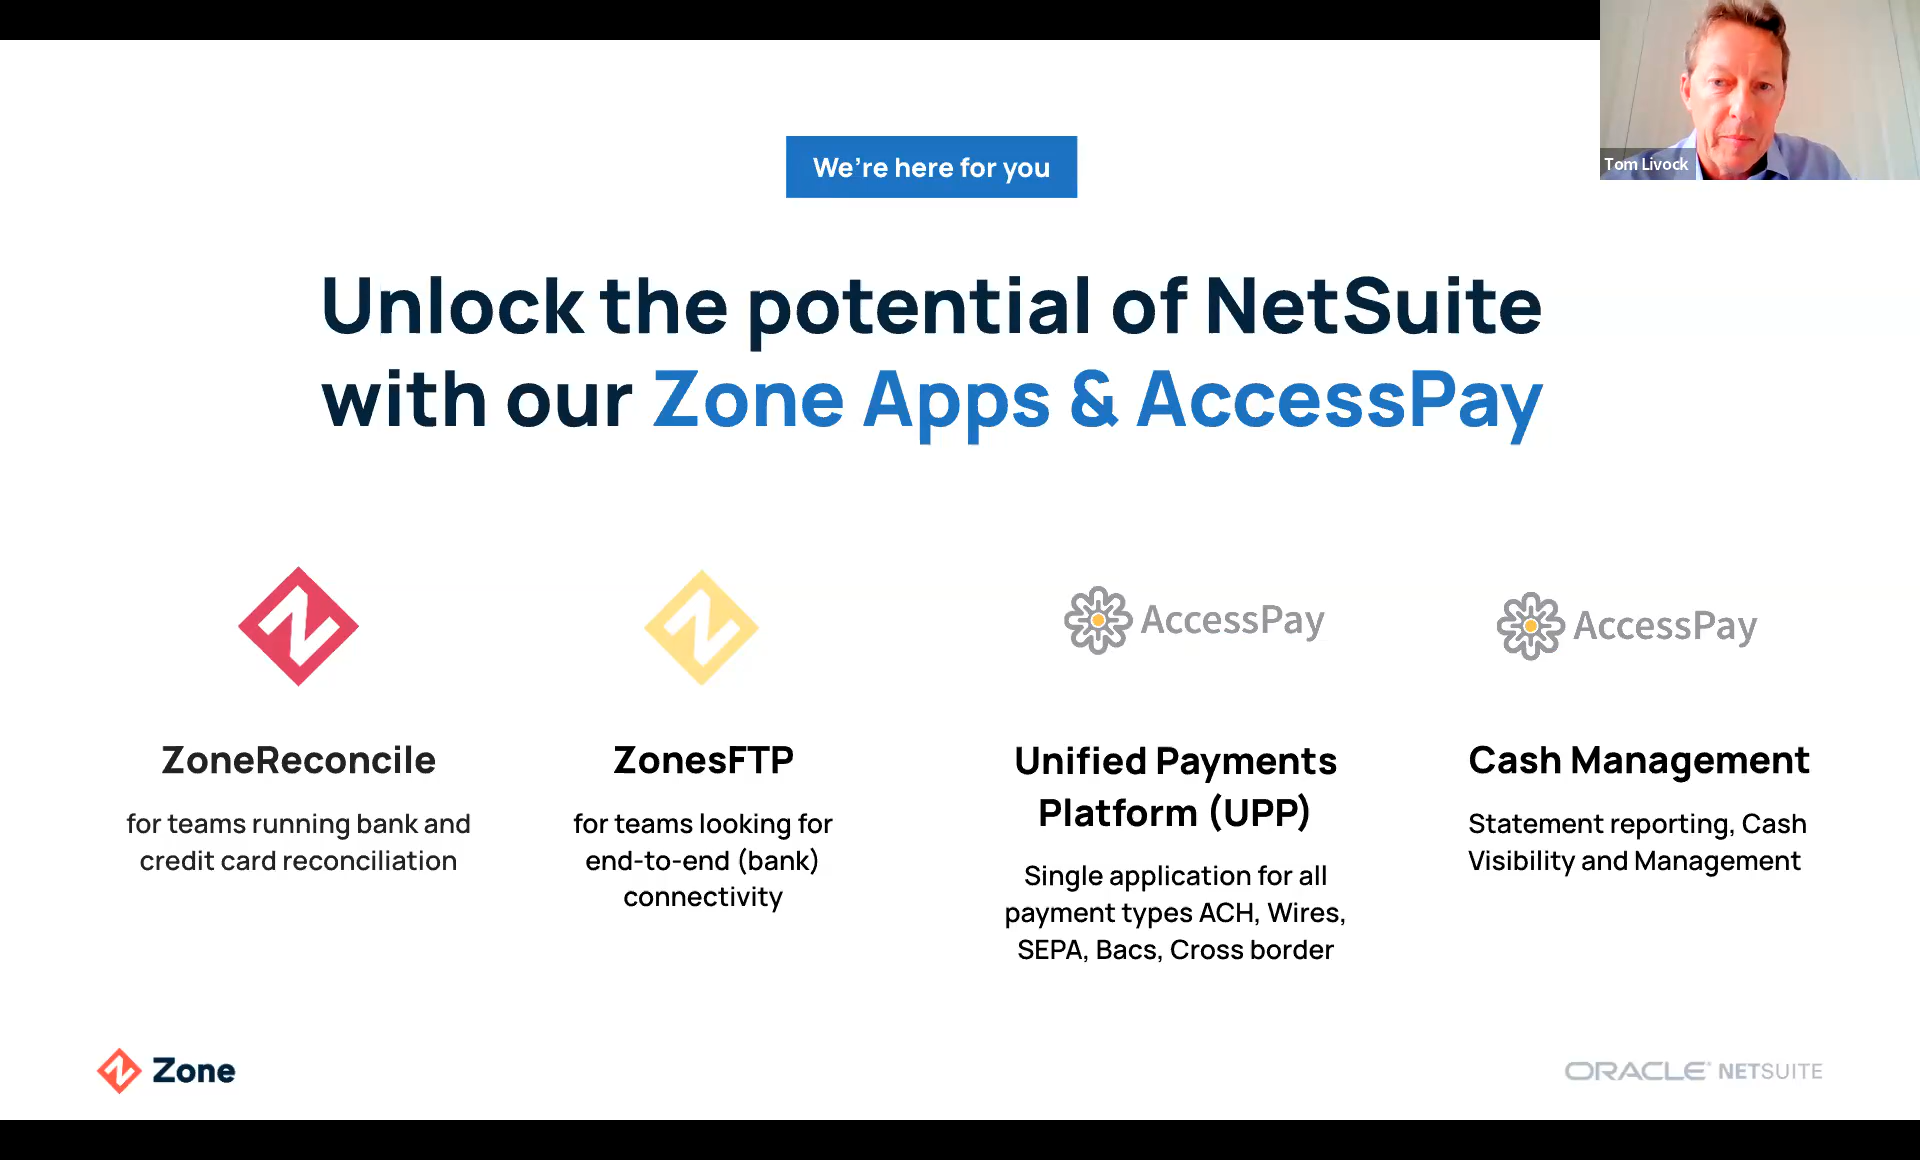 We’re here for you
Tom Livock
Unlock the potential of NetSuite
with our Zone Apps & AccessPay
AccessPay
AccessPay
ZoneReconcile
for teams running bank and
credit card reconciliation
ZonesFTP
for teams looking for
end-to-end (bank)
connectivity
Unified Payments
Platform (UPP)
Single application for all
payment types ACH, Wires,
SEPA, Bacs, Cross border
Cash Management
Statement reporting, Cash
Visibility and Management
Zone
ORACLE NETSUITE